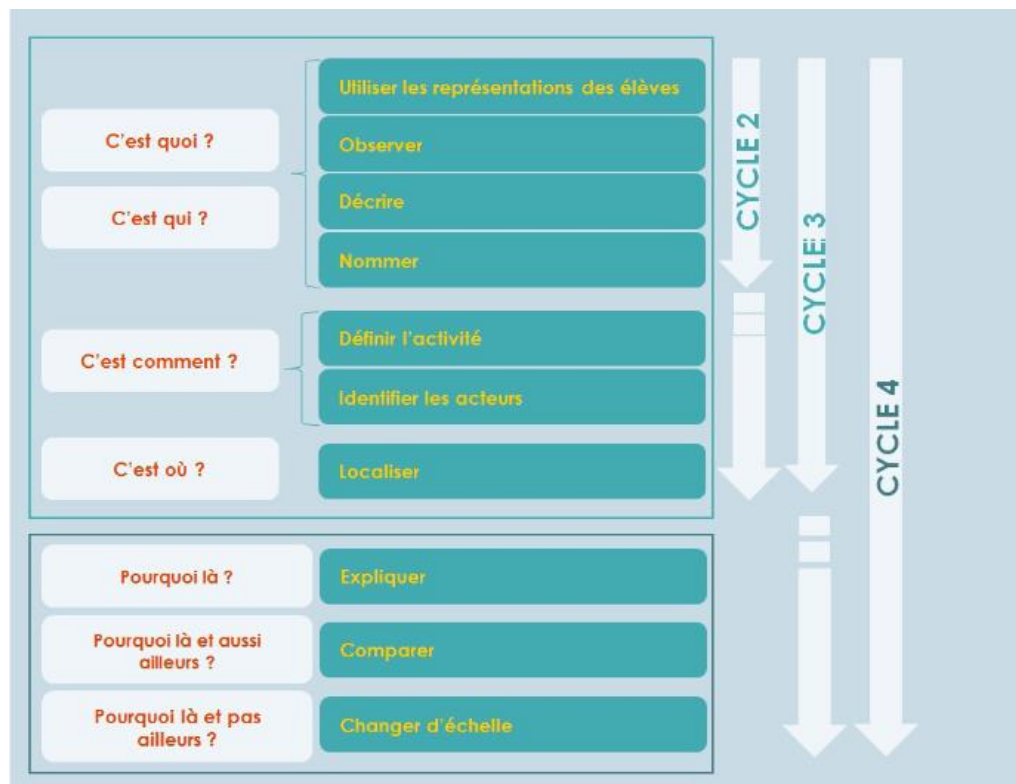 C'est quoi ?
C'est qui ?
Utiliser les représentations des élèves
Observer
Décrire
Nommer
C'est comment ?
Définir l'activité
Identifier les acteurs
C'est où ?
Localiser
Pourquoi là ?
Expliquer
Pourquoi là et aussi
ailleurs ?
Comparer
Pourquoi là et pas
ailleurs ?
Changer d'échelle
CYCLE 2
CYCLE 3
CYCLE 4